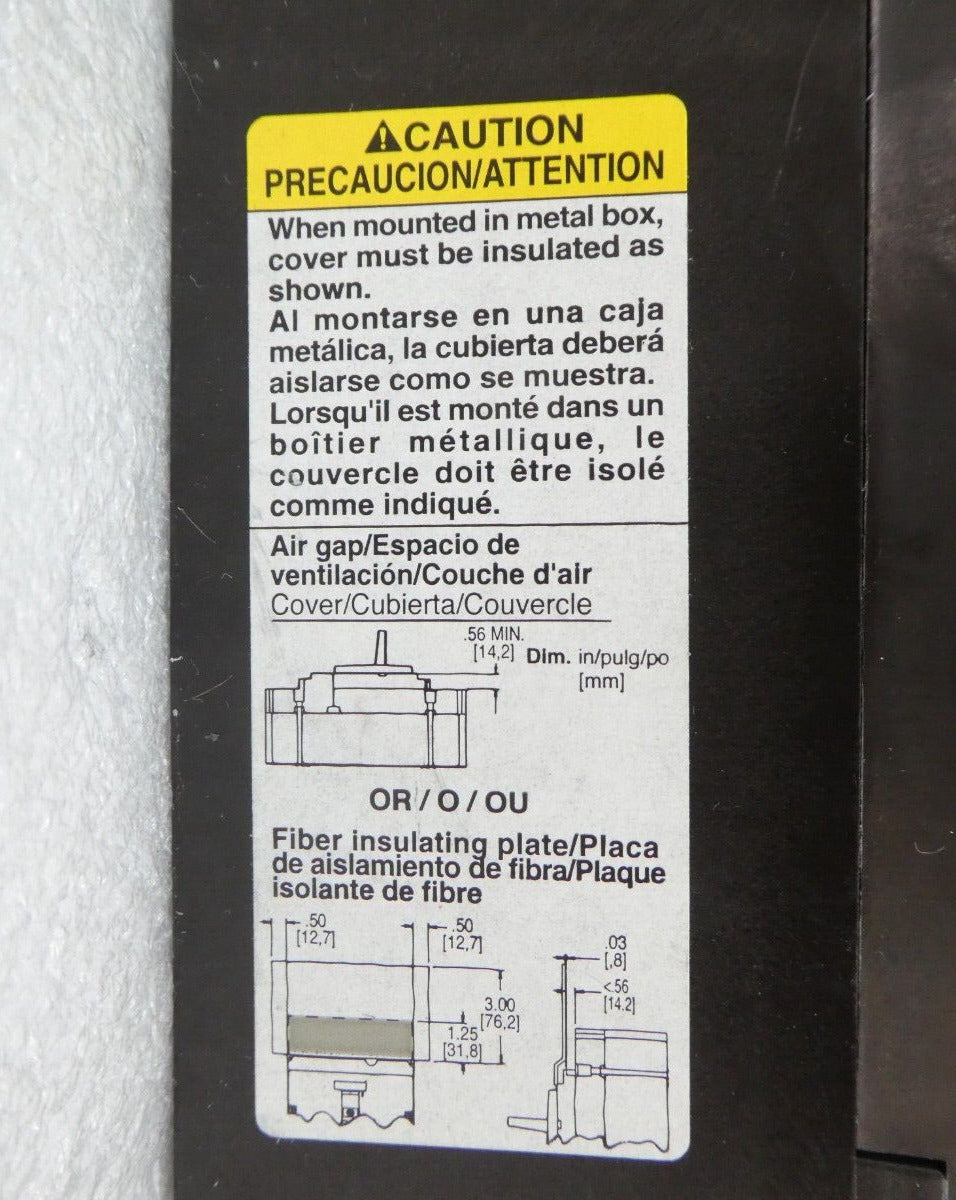 ⚠CAUTION
PRECAUCION/ATTENTION
When mounted in metal box,
cover must be insulated as
shown.
Al montarse en una caja
metálica, la cubierta deberá
aislarse como se muestra.
Lorsqu'il est monté dans un
boîtier métallique, le
couvercle doit être isolé
comme indiqué.
Air gap/Espacio de
ventilación/Couche d'air
Cover/Cubierta/Couvercle
.56 MIN.
[14,2]
Dim. in/pulg/po
[mm]
OR / O / OU
Fiber insulating plate/Placa
de aislamiento de fibra/Plaque
isolante de fibre
.50
[12,7]
.50
[12,7]
.03
[,8]
<.56
[14.2]
3.00
[76,2]
1.25
[31,8]